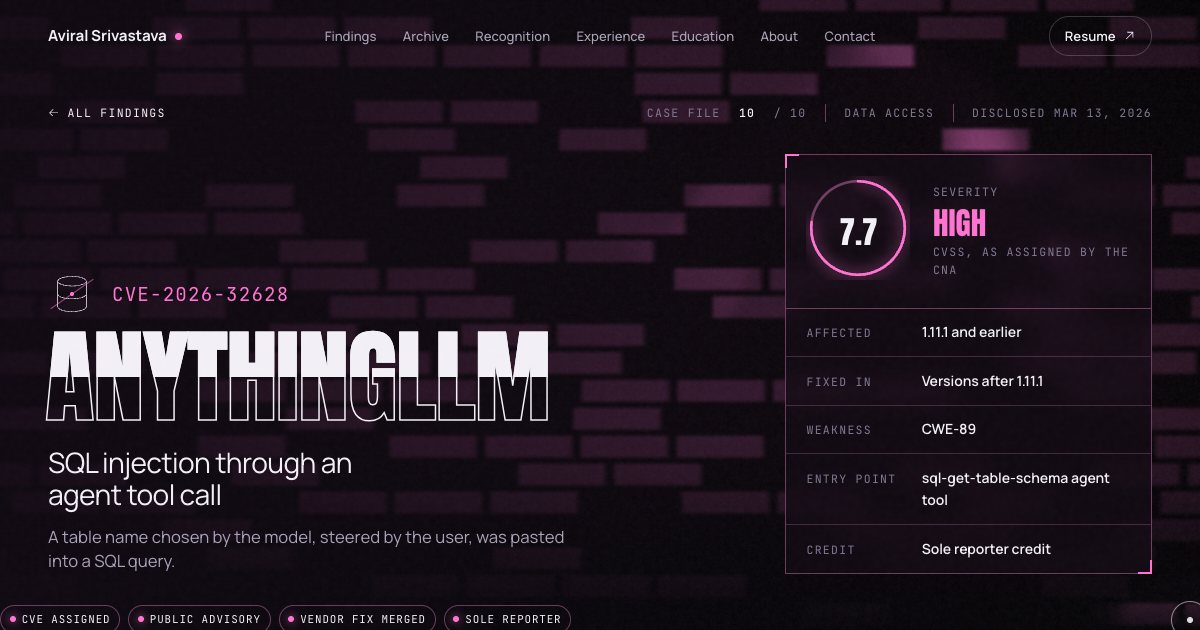 Aviral Srivastava
Findings Archive Recognition Experience Education About Contact
Resume ↗
← ALL FINDINGS
CASE FILE 10 / 10 DATA ACCESS DISCLOSED MAR 13, 2026
7.7
SEVERITY
HIGH
CVSS, AS ASSIGNED BY THE
CNA
CVE-2026-32628
ANYTHINGLLM
SQL injection through an
agent tool call
A table name chosen by the model, steered by the user, was pasted
into a SQL query.
AFFECTED 1.11.1 and earlier
FIXED IN Versions after 1.11.1
WEAKNESS CWE-89
ENTRY POINT sql-get-table-schema agent
tool
CREDIT Sole reporter credit
CVE ASSIGNED PUBLIC ADVISORY VENDOR FIX MERGED SOLE REPORTER